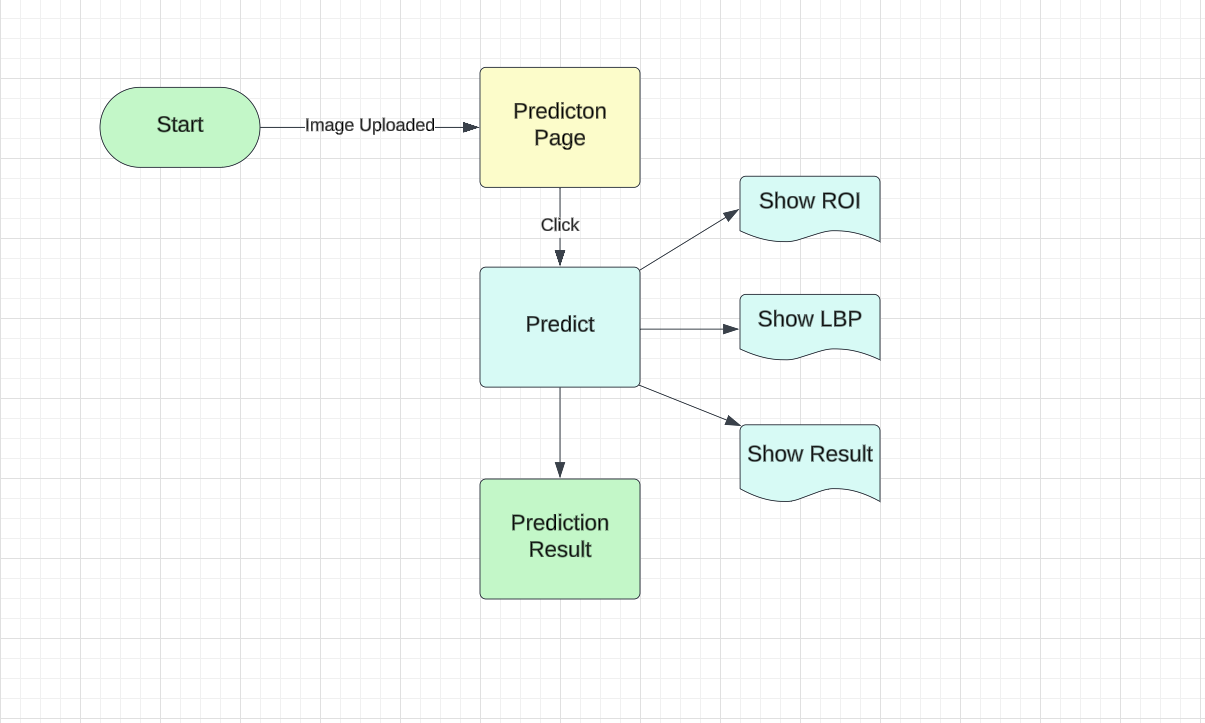 Start
Image Uploaded
Predicton
Page
Click
Show ROI
Predict
Show LBP
Show Result
Prediction
Result